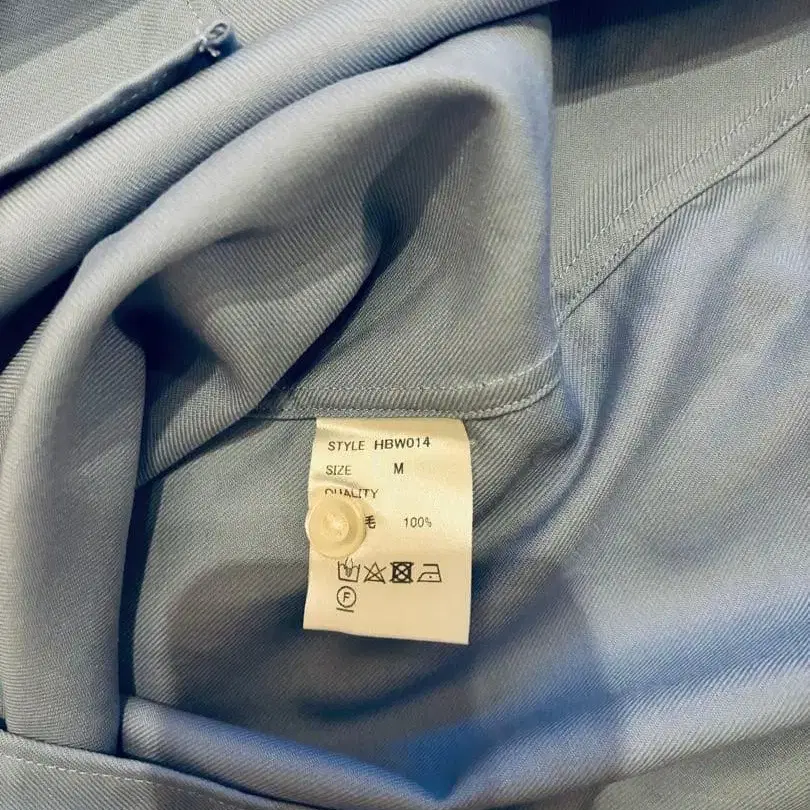 STYLE HBW014
SIZE M
QUALITY
毛 100%
F